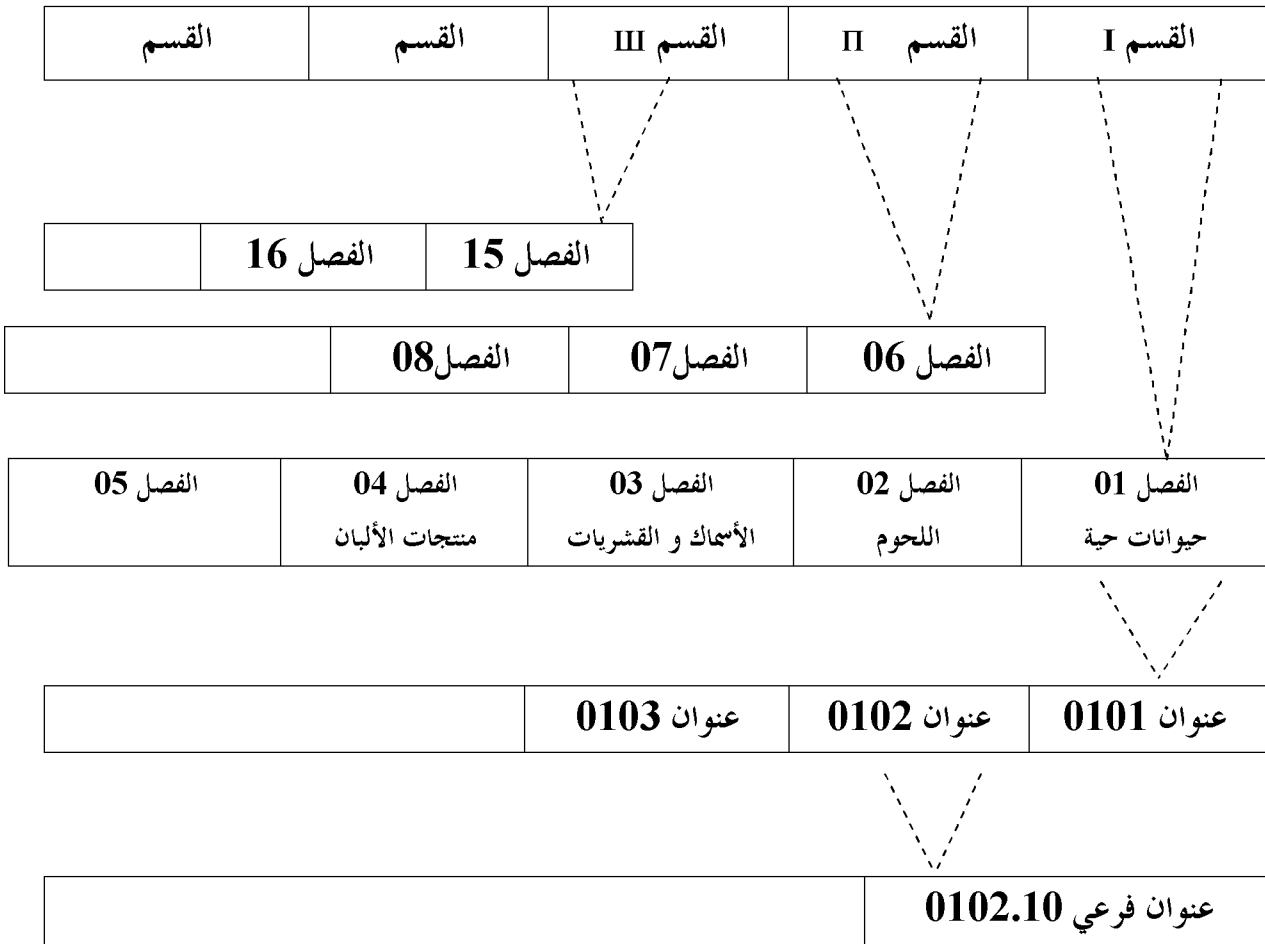 القسم I القسم II القسم III القسم القسم
الفصل 15 الفصل 16
الفصل 06 الفصل07 الفصل08
الفصل 01 الفصل 02 الفصل 03 الفصل 04 الفصل 05
حيوانات حية اللحوم الأسماك و القشريات منتجات الألبان
عنوان 0101 عنوان 0102 عنوان 0103
عنوان فرعي 0102.10